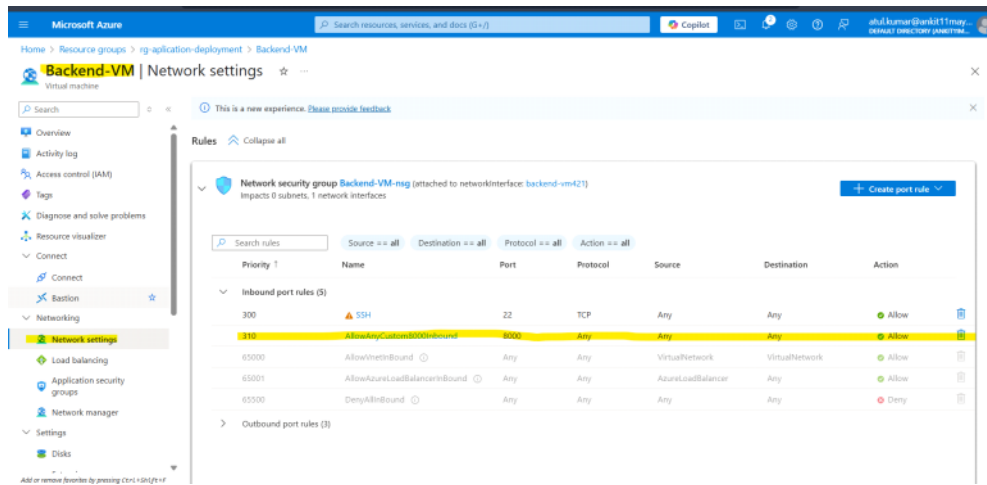 Microsoft Azure
Search resources, services, and docs (G+/)
Copilot
atul.kumar@ankit11may...
DEFAULT DIRECTORY (ANKIT11M...
Home > Resource groups > rg-aplication-deployment > Backend-VM
Backend-VM | Network settings
Virtual machine
Search
Overview
Activity log
Access control (IAM)
Tags
Diagnose and solve problems
Resource visualizer
Connect
Connect
Bastion
Networking
Network settings
Load balancing
Application security
groups
Network manager
Settings
Disks
Add or remove favorites by pressing Ctrl+Shift+F
This is a new experience. Please provide feedback
Rules Collapse all
Network security group Backend-VM-nsg (attached to networkInterface: backend-vm421)
Impacts 0 subnets, 1 network interfaces
+ Create port rule
Search rules Source == all Destination == all Protocol == all Action == all
Priority ↑ Name Port Protocol Source Destination Action
Inbound port rules (5)
300 SSH 22 TCP Any Any Allow
310 AllowAnyCustom8000Inbound 8000 Any Any Any Allow
65000 AllowVnetInBound Any Any VirtualNetwork VirtualNetwork Allow
65001 AllowAzureLoadBalancerInBound Any Any AzureLoadBalancer Any Allow
65500 DenyAllInBound Any Any Any Any Deny
Outbound port rules (3)